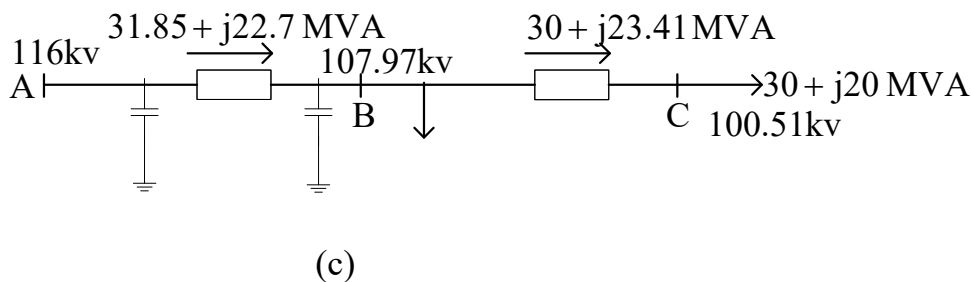 31.85 + j22.7 MVA
30 + j23.41 MVA
116kv
107.97kv
A
B
C
30 + j20 MVA
100.51kv
(c)